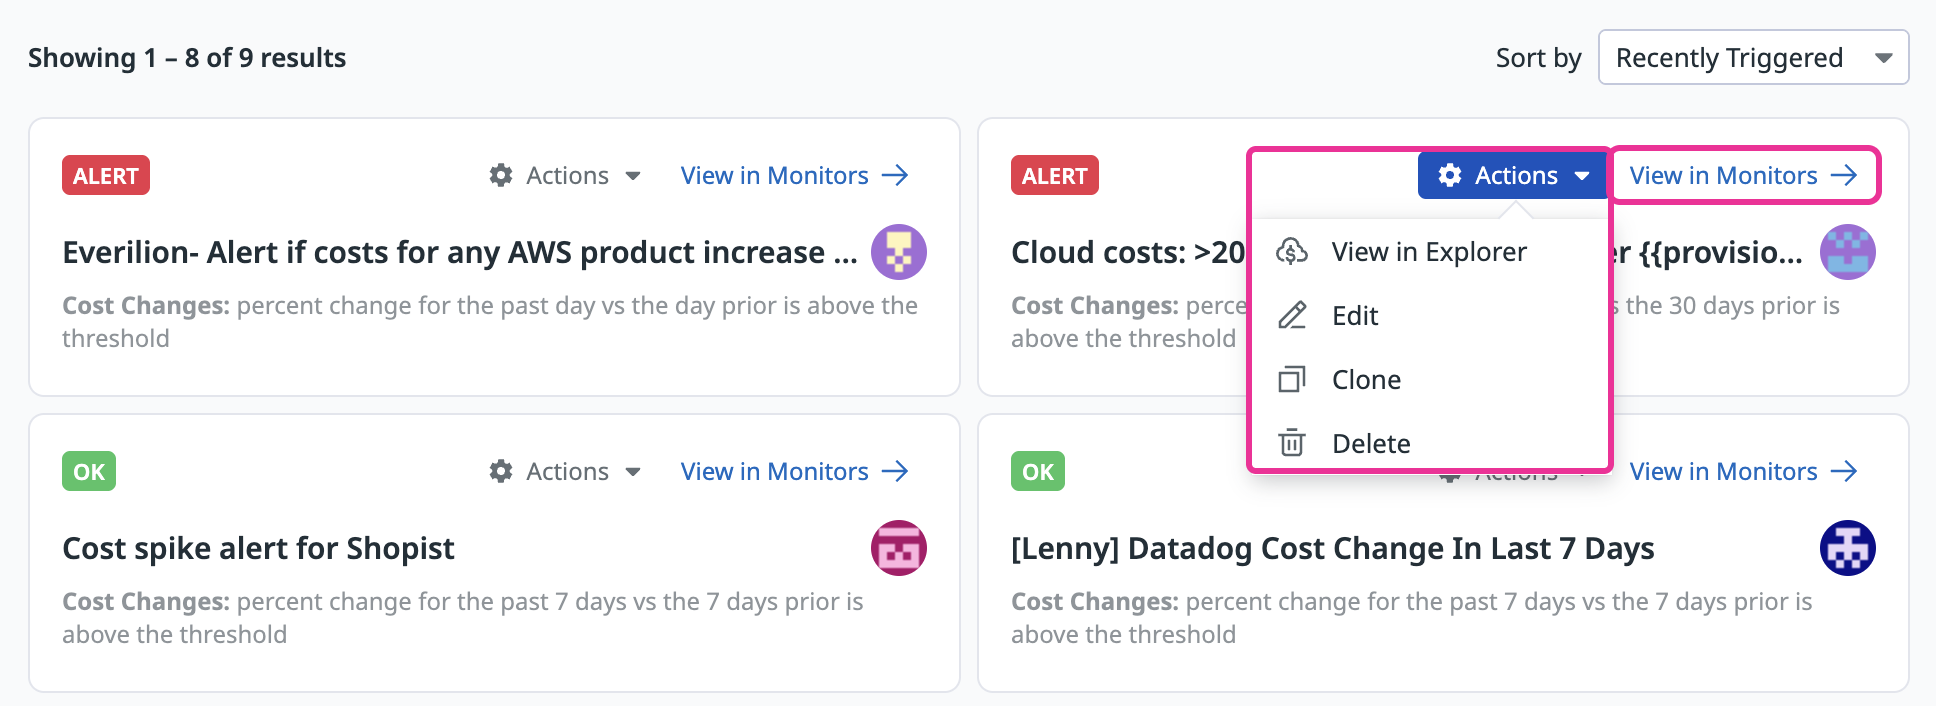 Showing 1 – 8 of 9 results
Sort by Recently Triggered
ALERT Actions View in Monitors
Everilion- Alert if costs for any AWS product increase ...
Cost Changes: percent change for the past day vs the day prior is above the
threshold
ALERT Actions View in Monitors
Cloud costs: >20 {{provisio...
Cost Changes: the 30 days prior is
above the threshold
View in Explorer
Edit
Clone
Delete
OK Actions View in Monitors
Cost spike alert for Shopist
Cost Changes: percent change for the past 7 days vs the 7 days prior is
above the threshold
OK Actions View in Monitors
[Lenny] Datadog Cost Change In Last 7 Days
Cost Changes: percent change for the past 7 days vs the 7 days prior is
above the threshold